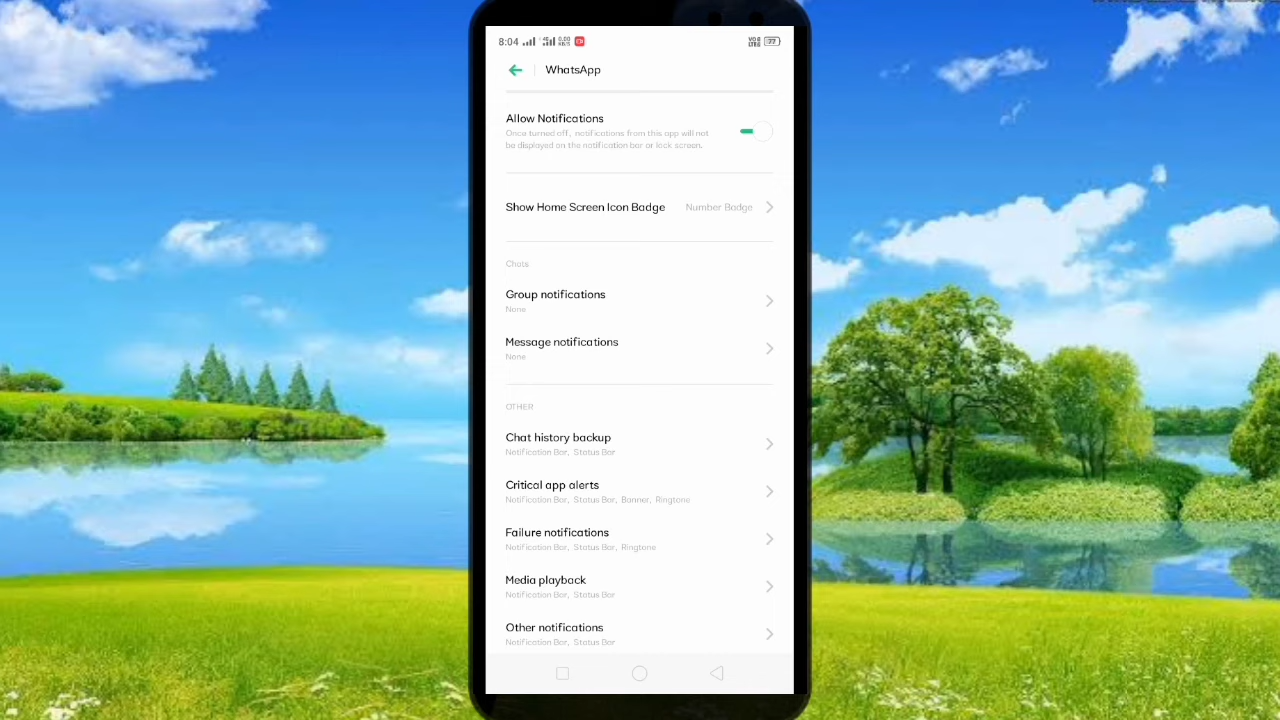 8:04
WhatsApp
Allow Notifications
Once turned off, notifications from this app will not
be displayed on the notification bar or lock screen.
Show Home Screen Icon Badge Number Badge
Chats
Group notifications
None
Message notifications
None
OTHER
Chat history backup
Notification Bar, Status Bar
Critical app alerts
Notification Bar, Status Bar, Banner, Ringtone
Failure notifications
Notification Bar, Status Bar, Ringtone
Media playback
Notification Bar, Status Bar
Other notifications
Notification Bar, Status Bar